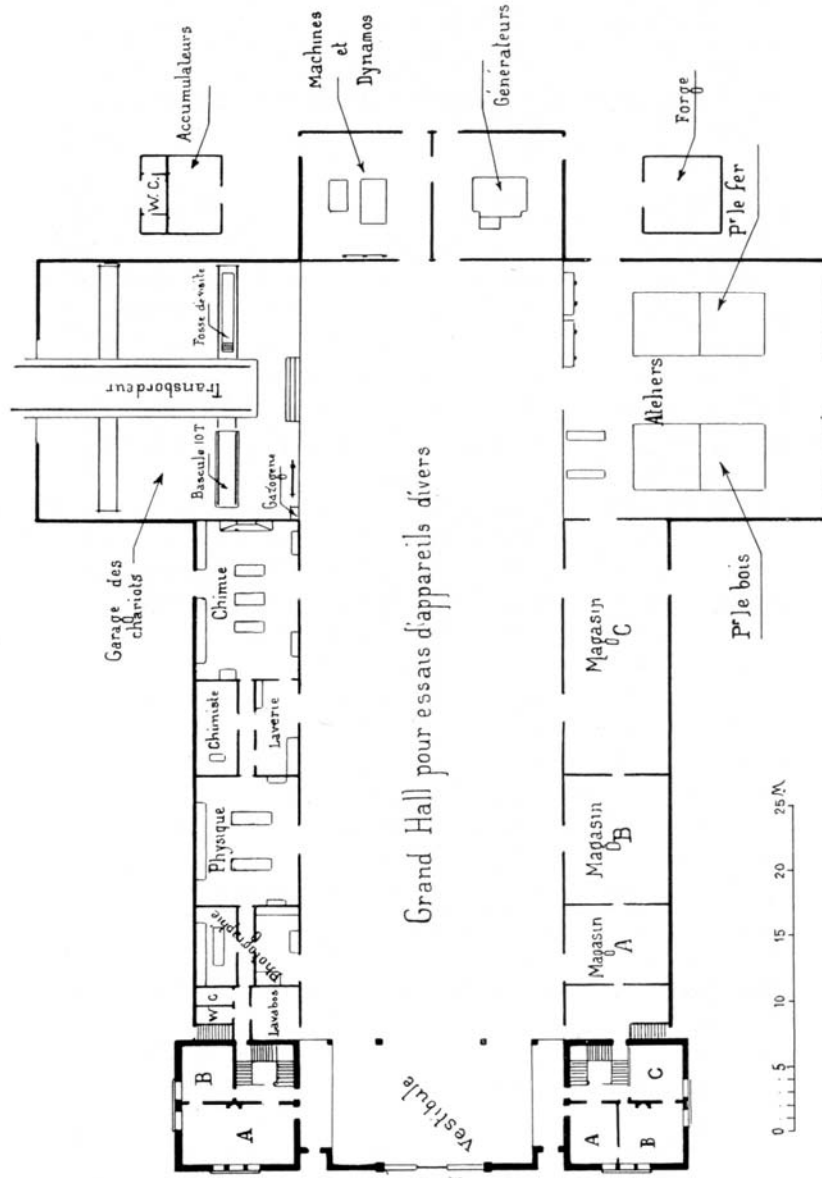 Accumulateurs
W.C.
Machines
et
Dynamos
Générateurs
Forge
Pr le fer
Fosse de visite
Transbordeur
Bascule 10T
Gazogène
Garage des
chariots
Ateliers
Pr le bois
Chimie
Chimiste
Laverie
Physique
Photographie
W C
Lavabos
Grand Hall pour essais d'appareils divers
Magasin
C
Magasin
B
Magasin
A
B
A
Vestibule
A
B
C
0 5 10 15 20 25 M